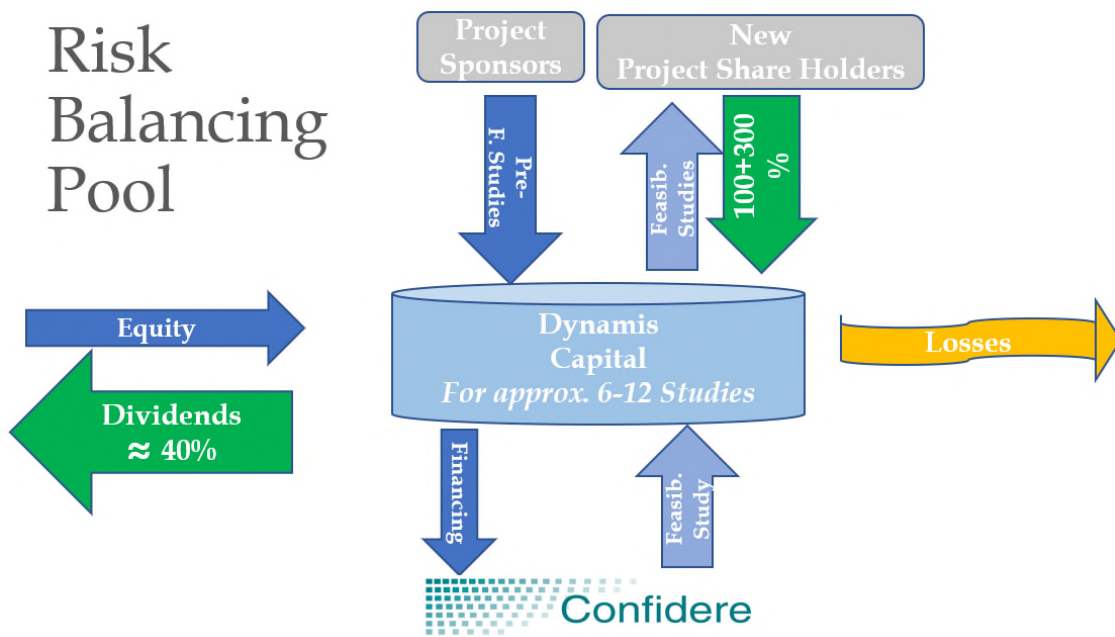 Risk
Balancing
Pool
Project
Sponsors
New
Project Share Holders
Pre-
F. Studies
Feasib.
Studies
100+300
%
Equity
Dynamis
Capital
For approx. 6-12 Studies
Losses
Dividends
≈ 40%
Financing
Feasib.
Study
Confidere